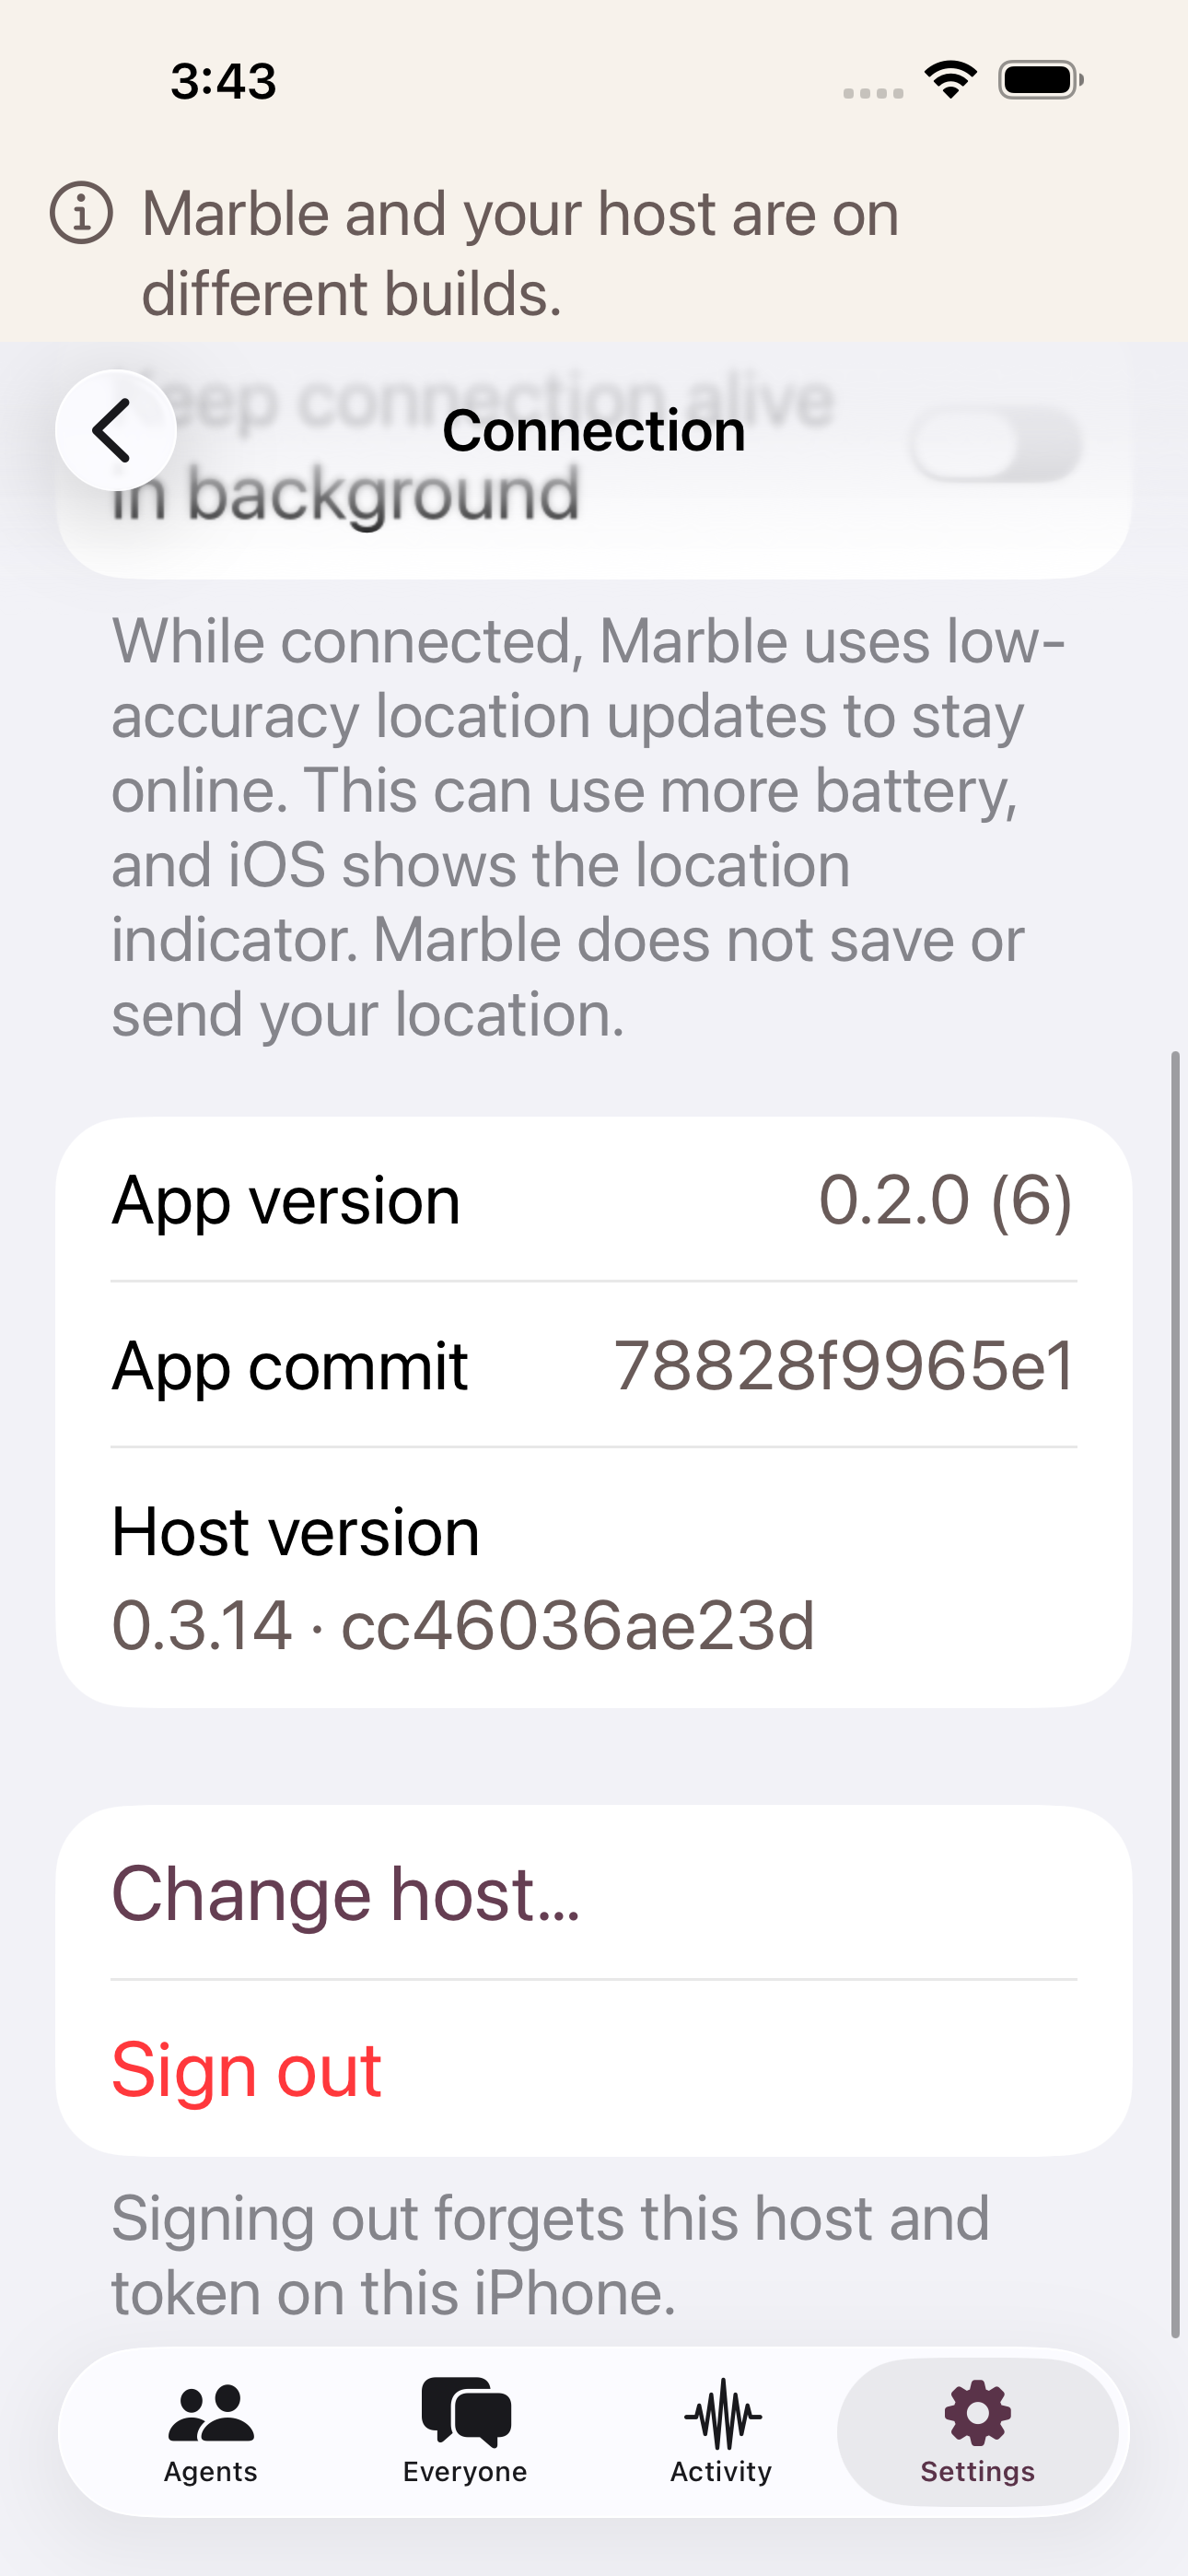 3:43
Marble and your host are on
different builds.
Keep connection alive
Connection
in background
While connected, Marble uses low-
accuracy location updates to stay
online. This can use more battery,
and iOS shows the location
indicator. Marble does not save or
send your location.
App version 0.2.0 (6)
App commit 78828f9965e1
Host version
0.3.14 · cc46036ae23d
Change host...
Sign out
Signing out forgets this host and
token on this iPhone.
Agents Everyone Activity Settings